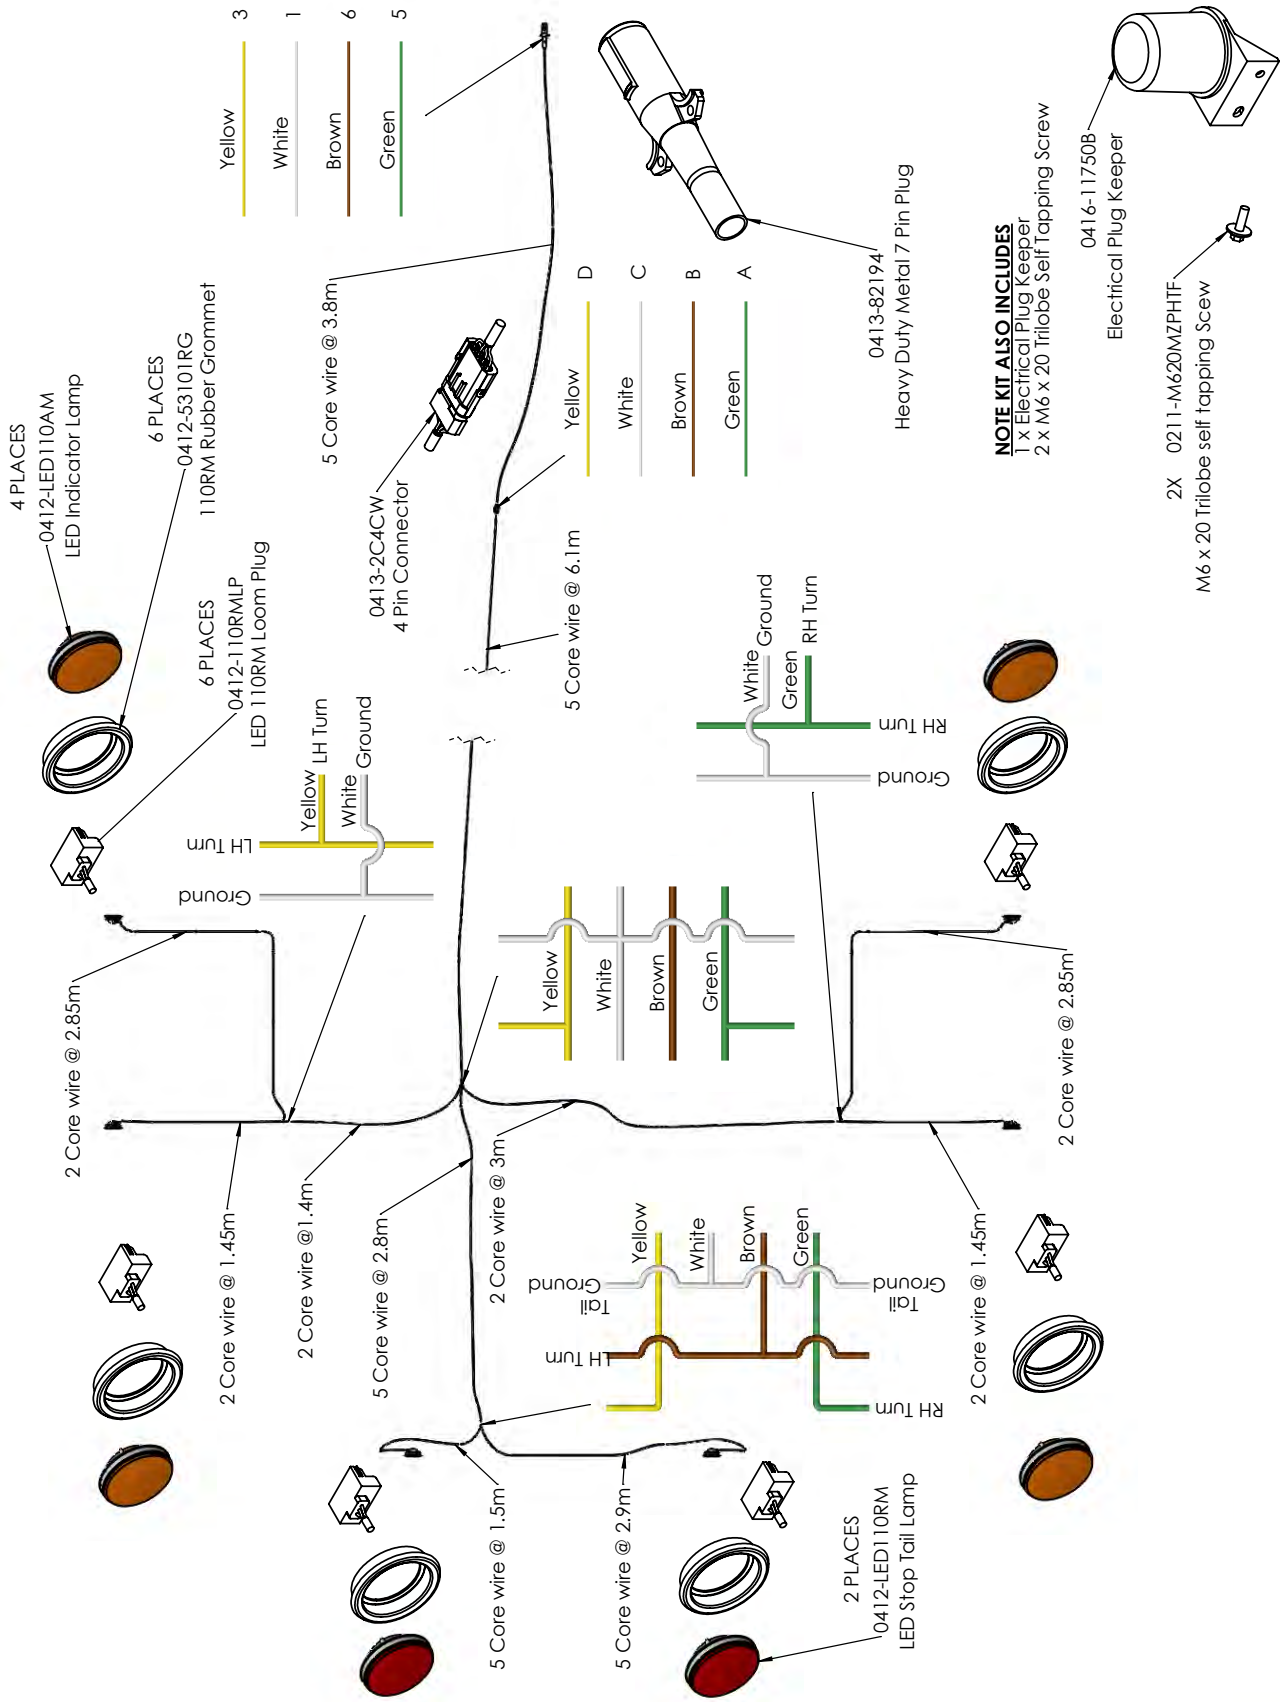 4 PLACES
0412-LED110AM
LED Indicator Lamp
6 PLACES
0412-53101RG
110RM Rubber Grommet
6 PLACES
0412-110RMLP
LED 110RM Loom Plug
3
Yellow
1
White
6
Brown
5
Green
5 Core wire @ 3.8m
0413-2C4CW
4 Pin Connector
D
Yellow
C
White
B
Brown
A
Green
5 Core wire @ 6.1m
0413-82194
Heavy Duty Metal 7 Pin Plug
NOTE KIT ALSO INCLUDES
1 x Electrical Plug Keeper
2 x M6 x 20 Trilobe Self Tapping Screw
0416-11750B
Electrical Plug Keeper
2X 0211-M620MZPHTF
M6 x 20 Trilobe self tapping Scew
LH Turn
Ground
Yellow
LH Turn
White
Ground
White
Ground
Green
RH Turn
Ground
RH Turn
Yellow
White
Brown
Green
2 Core wire @ 2.85m
2 Core wire @ 1.45m
2 Core wire @1.4m
5 Core wire @ 2.8m
2 Core wire @ 3m
2 Core wire @ 2.85m
2 Core wire @ 1.45m
Yellow
White
Brown
Green
Ground
Tail
LH Turn
Ground
Tail
RH Turn
5 Core wire @ 1.5m
5 Core wire @ 2.9m
2 PLACES
0412-LED110RM
LED Stop Tail Lamp